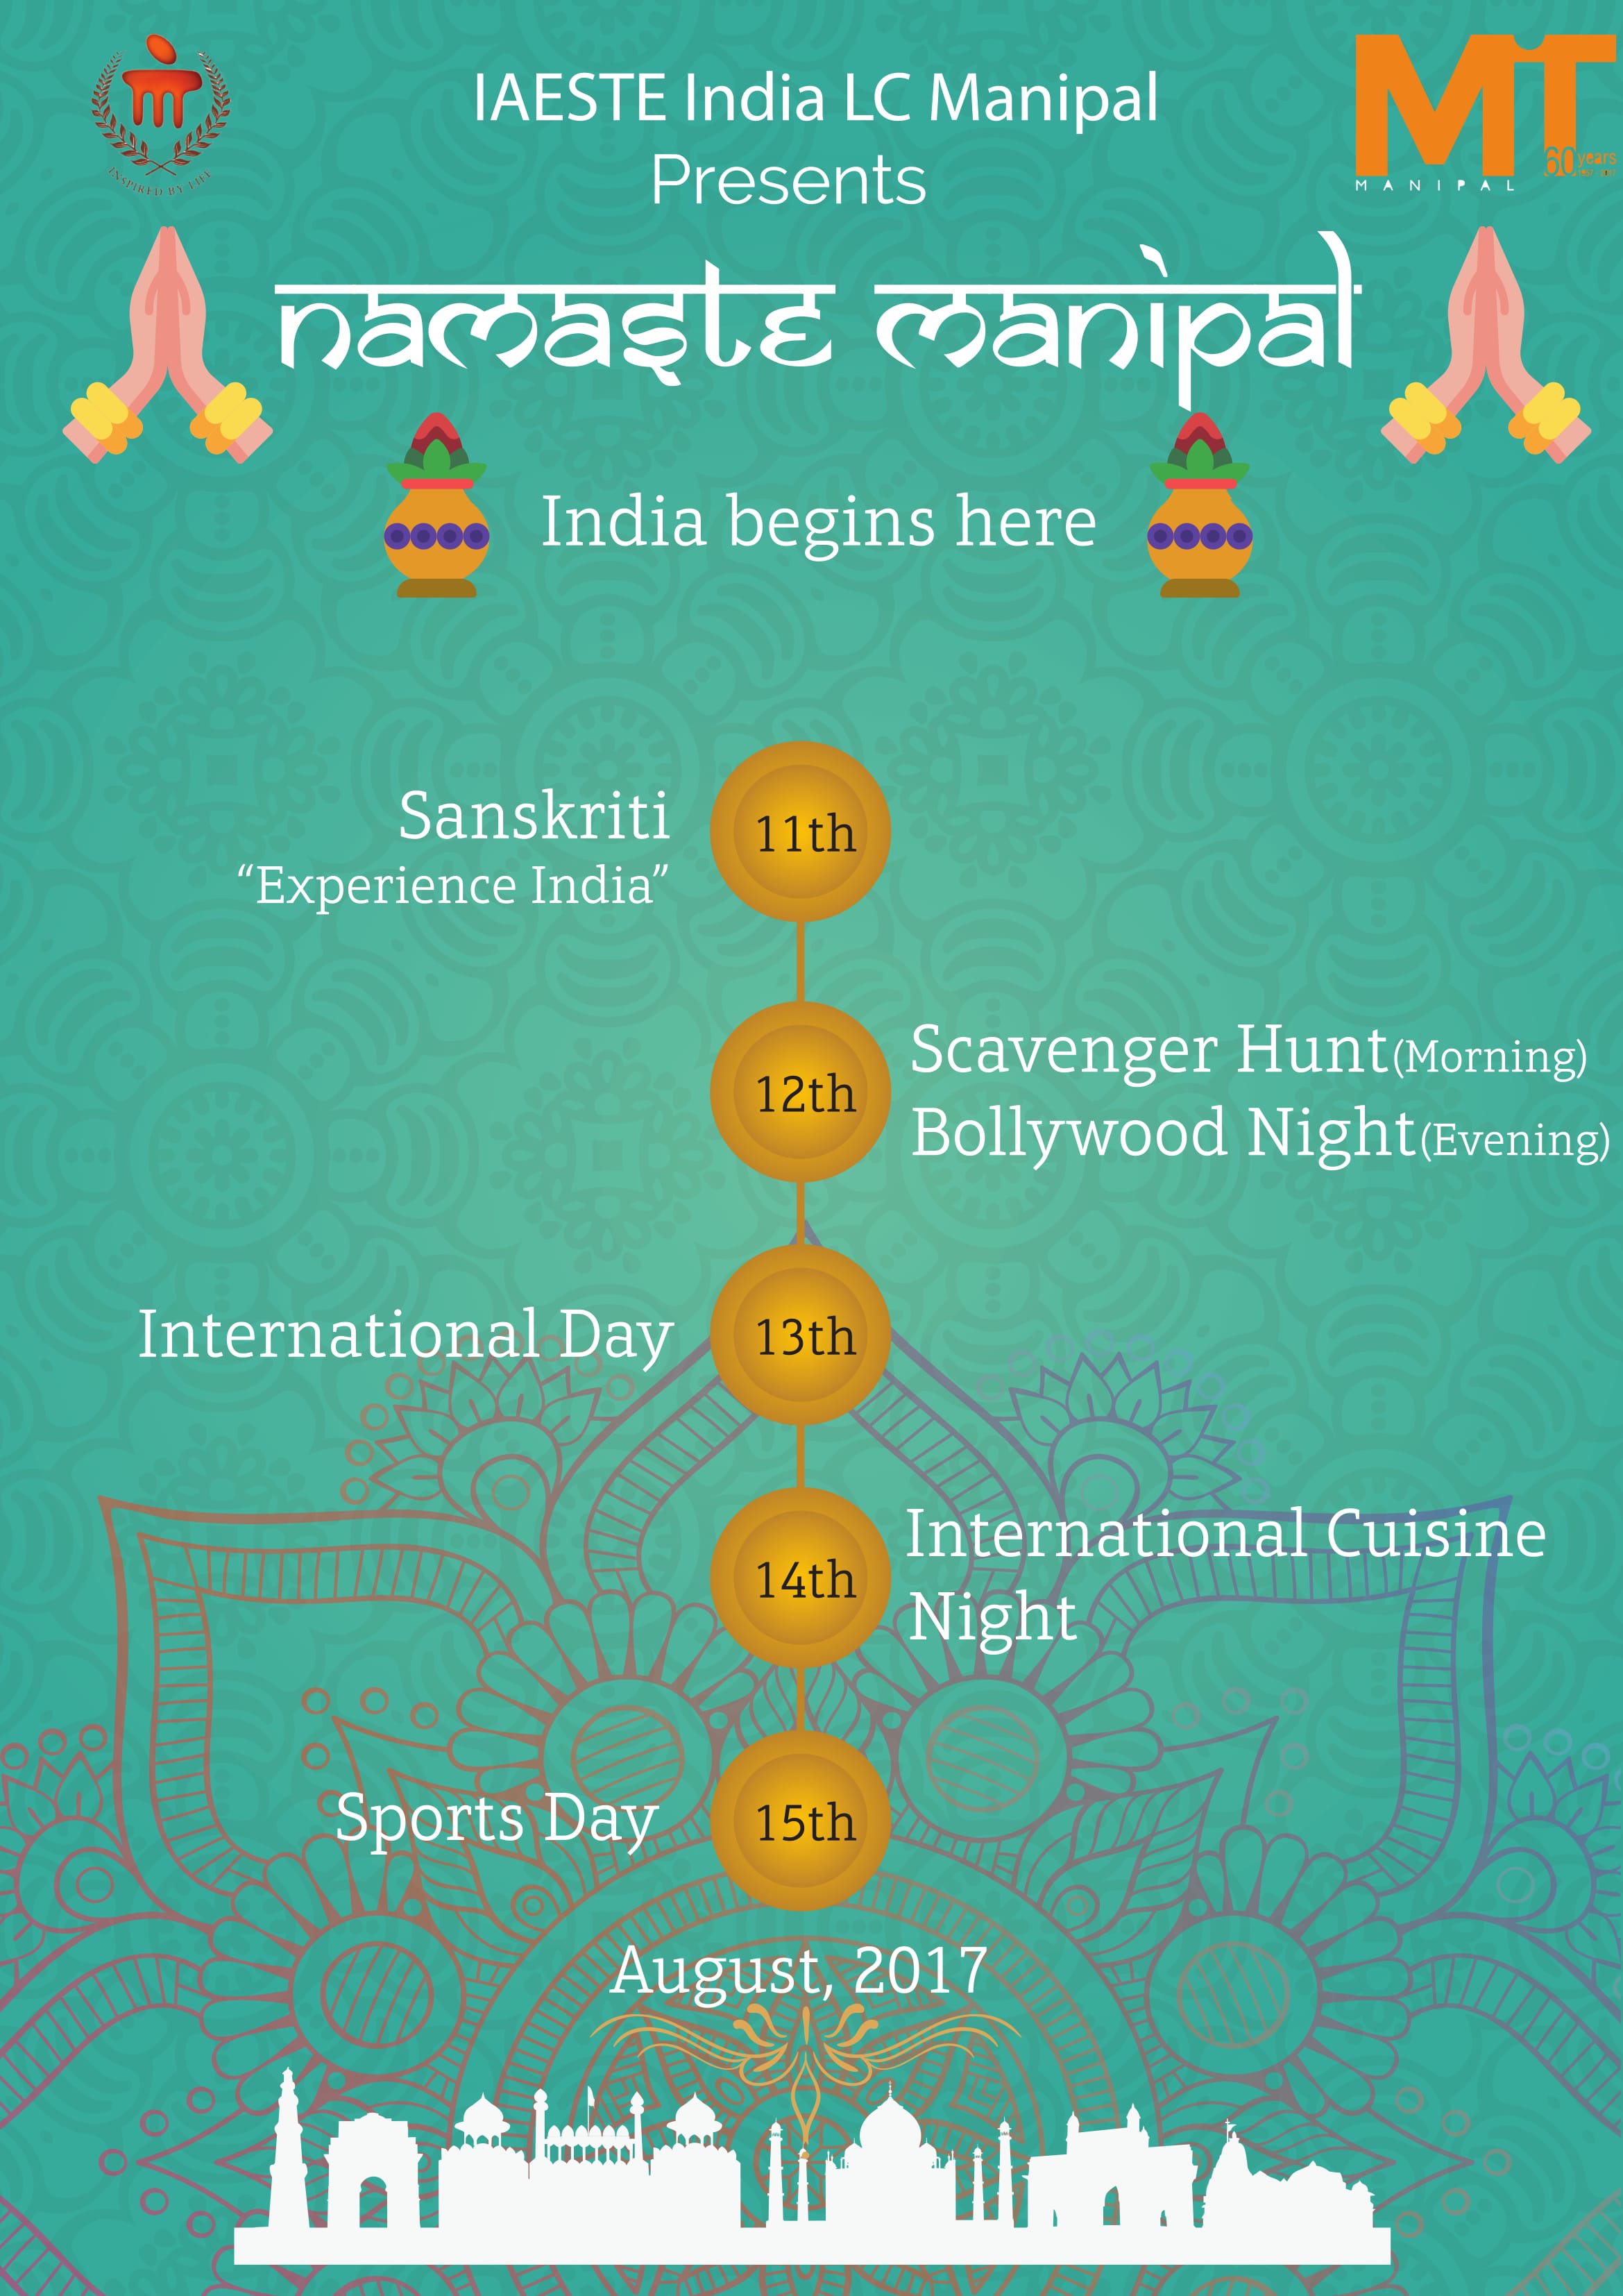 INSPIRED BY LIFE
MIT
MANIPAL
60 years
IAESTE India LC Manipal
Presents
namaste manipal
India begins here
11th
Sanskriti
“Experience India”
12th
Scavenger Hunt(Morning)
Bollywood Night(Evening)
13th
International Day
14th
International Cuisine
Night
15th
Sports Day
August, 2017